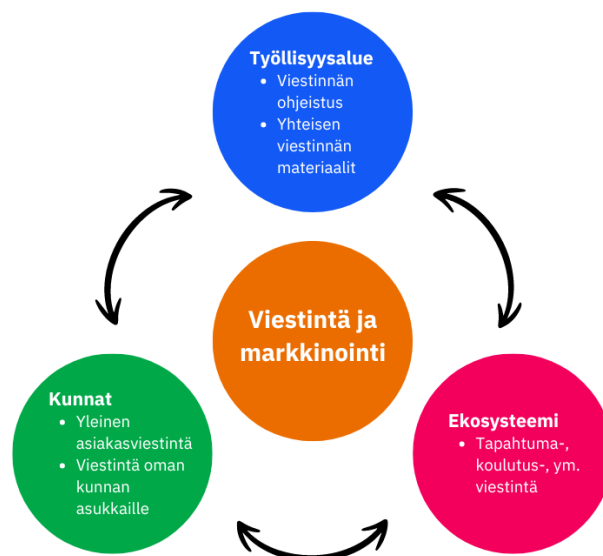 Työllisyysalue
• Viestinnän
ohjeistus
• Yhteisen
viestinnän
materiaalit
Viestintä ja
markkinointi
Kunnat
• Yleinen
asiakasviestintä
• Viestintä oman
kunnan
asukkaille
Ekosysteemi
• Tapahtuma-,
koulutus-, ym.
viestintä